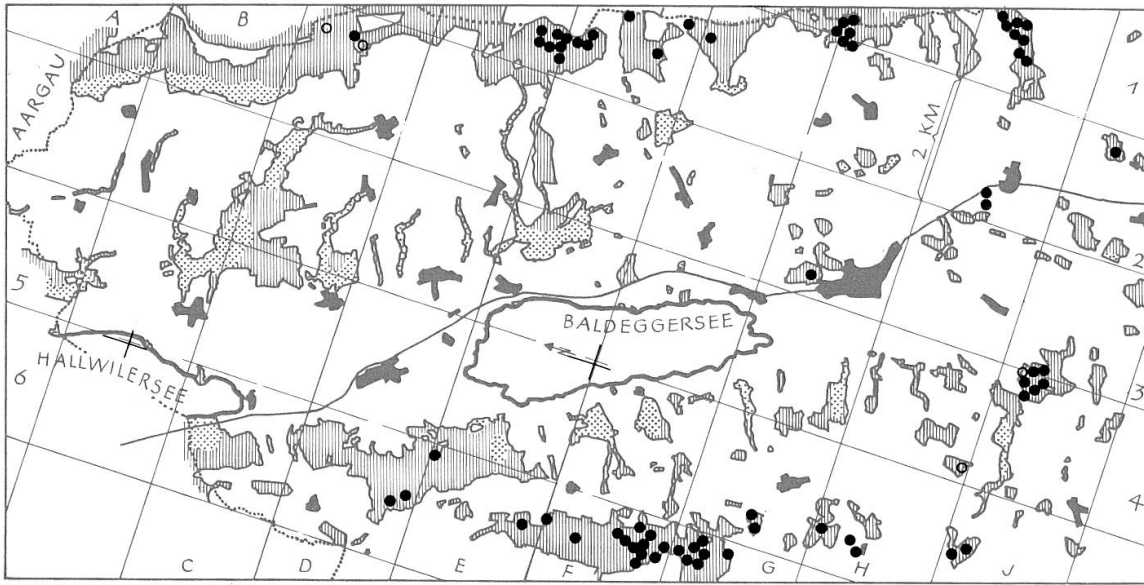 A B
AARGAU
1
2 KM
2
5
BALDEGGERSEE
HALLWILERSEE
6
3
4
C D E F G H J